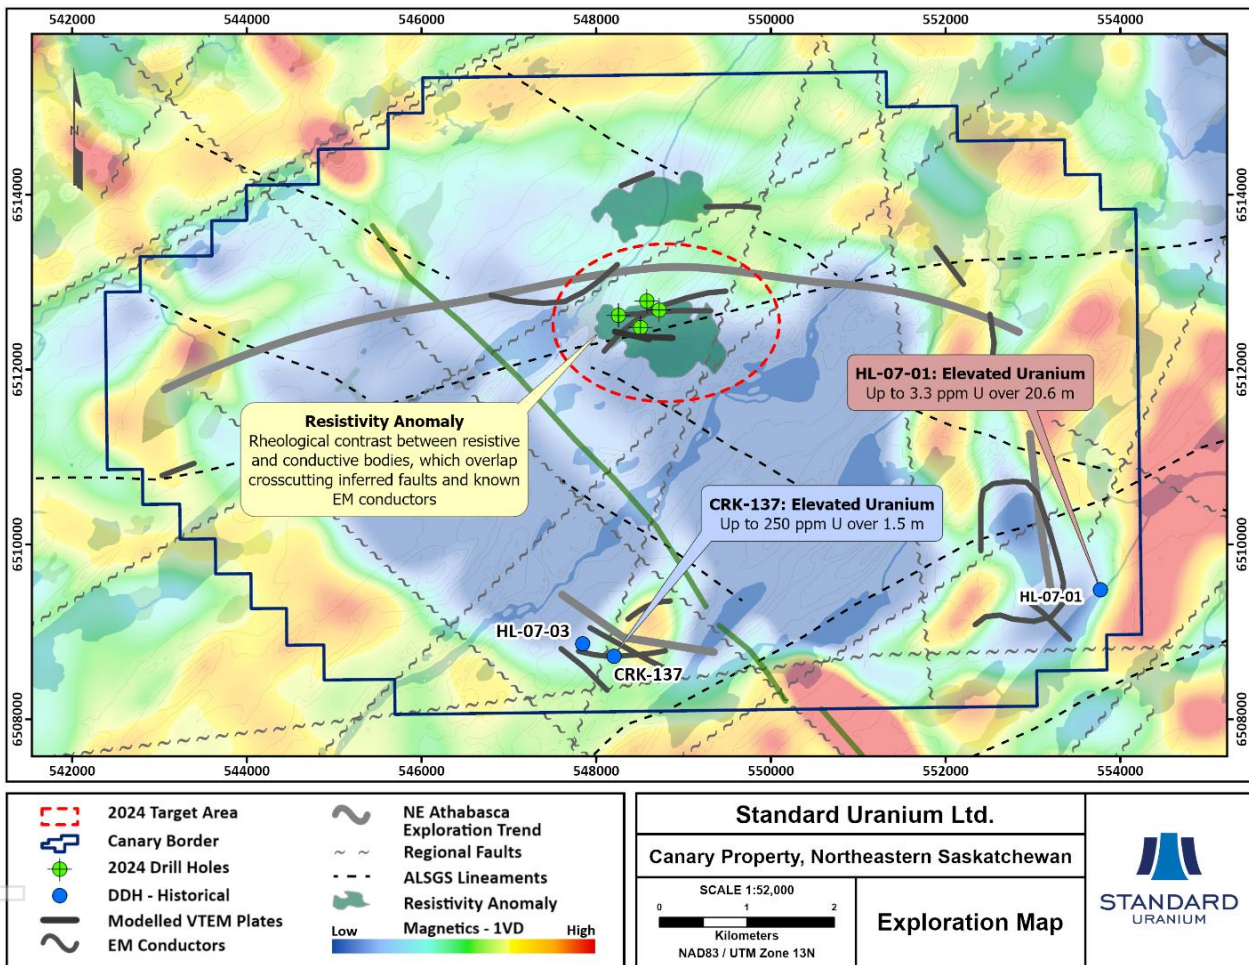 542000 544000 546000 548000 550000 552000 554000
6514000
6512000
6510000
6508000
6514000
6512000
6510000
6508000
N
HL-07-01: Elevated Uranium
Up to 3.3 ppm U over 20.6 m
Resistivity Anomaly
Rheological contrast between resistive
and conductive bodies, which overlap
crosscutting inferred faults and known
EM conductors
CRK-137: Elevated Uranium
Up to 250 ppm U over 1.5 m
HL-07-01
HL-07-03
CRK-137
542000 544000 546000 548000 550000 552000 554000
2024 Target Area
Canary Border
2024 Drill Holes
DDH - Historical
Modelled VTEM Plates
EM Conductors
NE Athabasca
Exploration Trend
Regional Faults
ALSGS Lineaments
Resistivity Anomaly
Low Magnetics - 1VD High
Standard Uranium Ltd.
Canary Property, Northeastern Saskatchewan
SCALE 1:52,000
0 1 2
Kilometers
NAD83 / UTM Zone 13N
Exploration Map
STANDARD
URANIUM